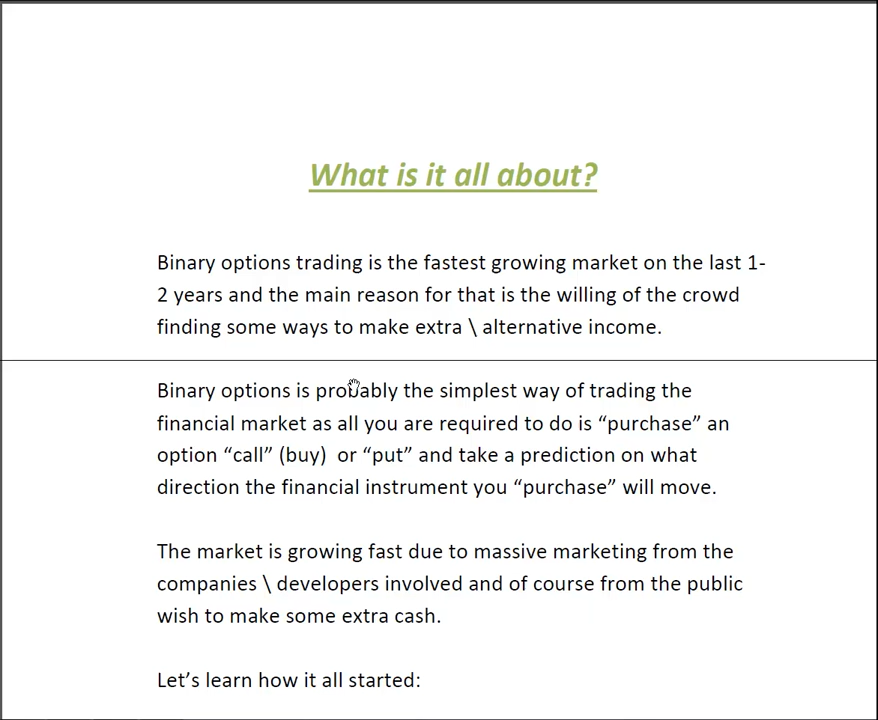 What is it all about?
Binary options trading is the fastest growing market on the last 1-
2 years and the main reason for that is the willing of the crowd
finding some ways to make extra \ alternative income.
Binary options is probably the simplest way of trading the
financial market as all you are required to do is “purchase” an
option “call” (buy)  or “put” and take a prediction on what
direction the financial instrument you “purchase” will move.
The market is growing fast due to massive marketing from the
companies \ developers involved and of course from the public
wish to make some extra cash.
Let’s learn how it all started: